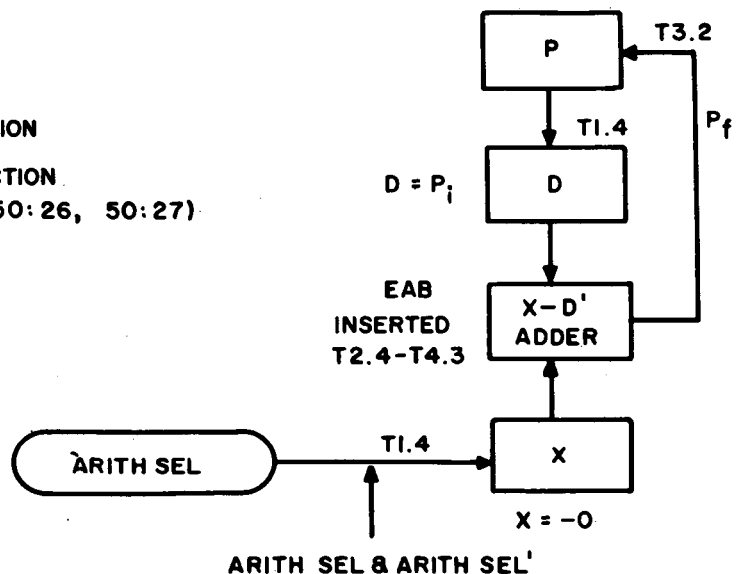 T3.2
P
ION
T1.4
Pf
CTION
D = Pi
D
50:26, 50:27)
EAB
INSERTED
T2.4-T4.3
X-D'
ADDER
T1.4
ARITH SEL
X
X = -0
ARITH SEL & ARITH SEL'